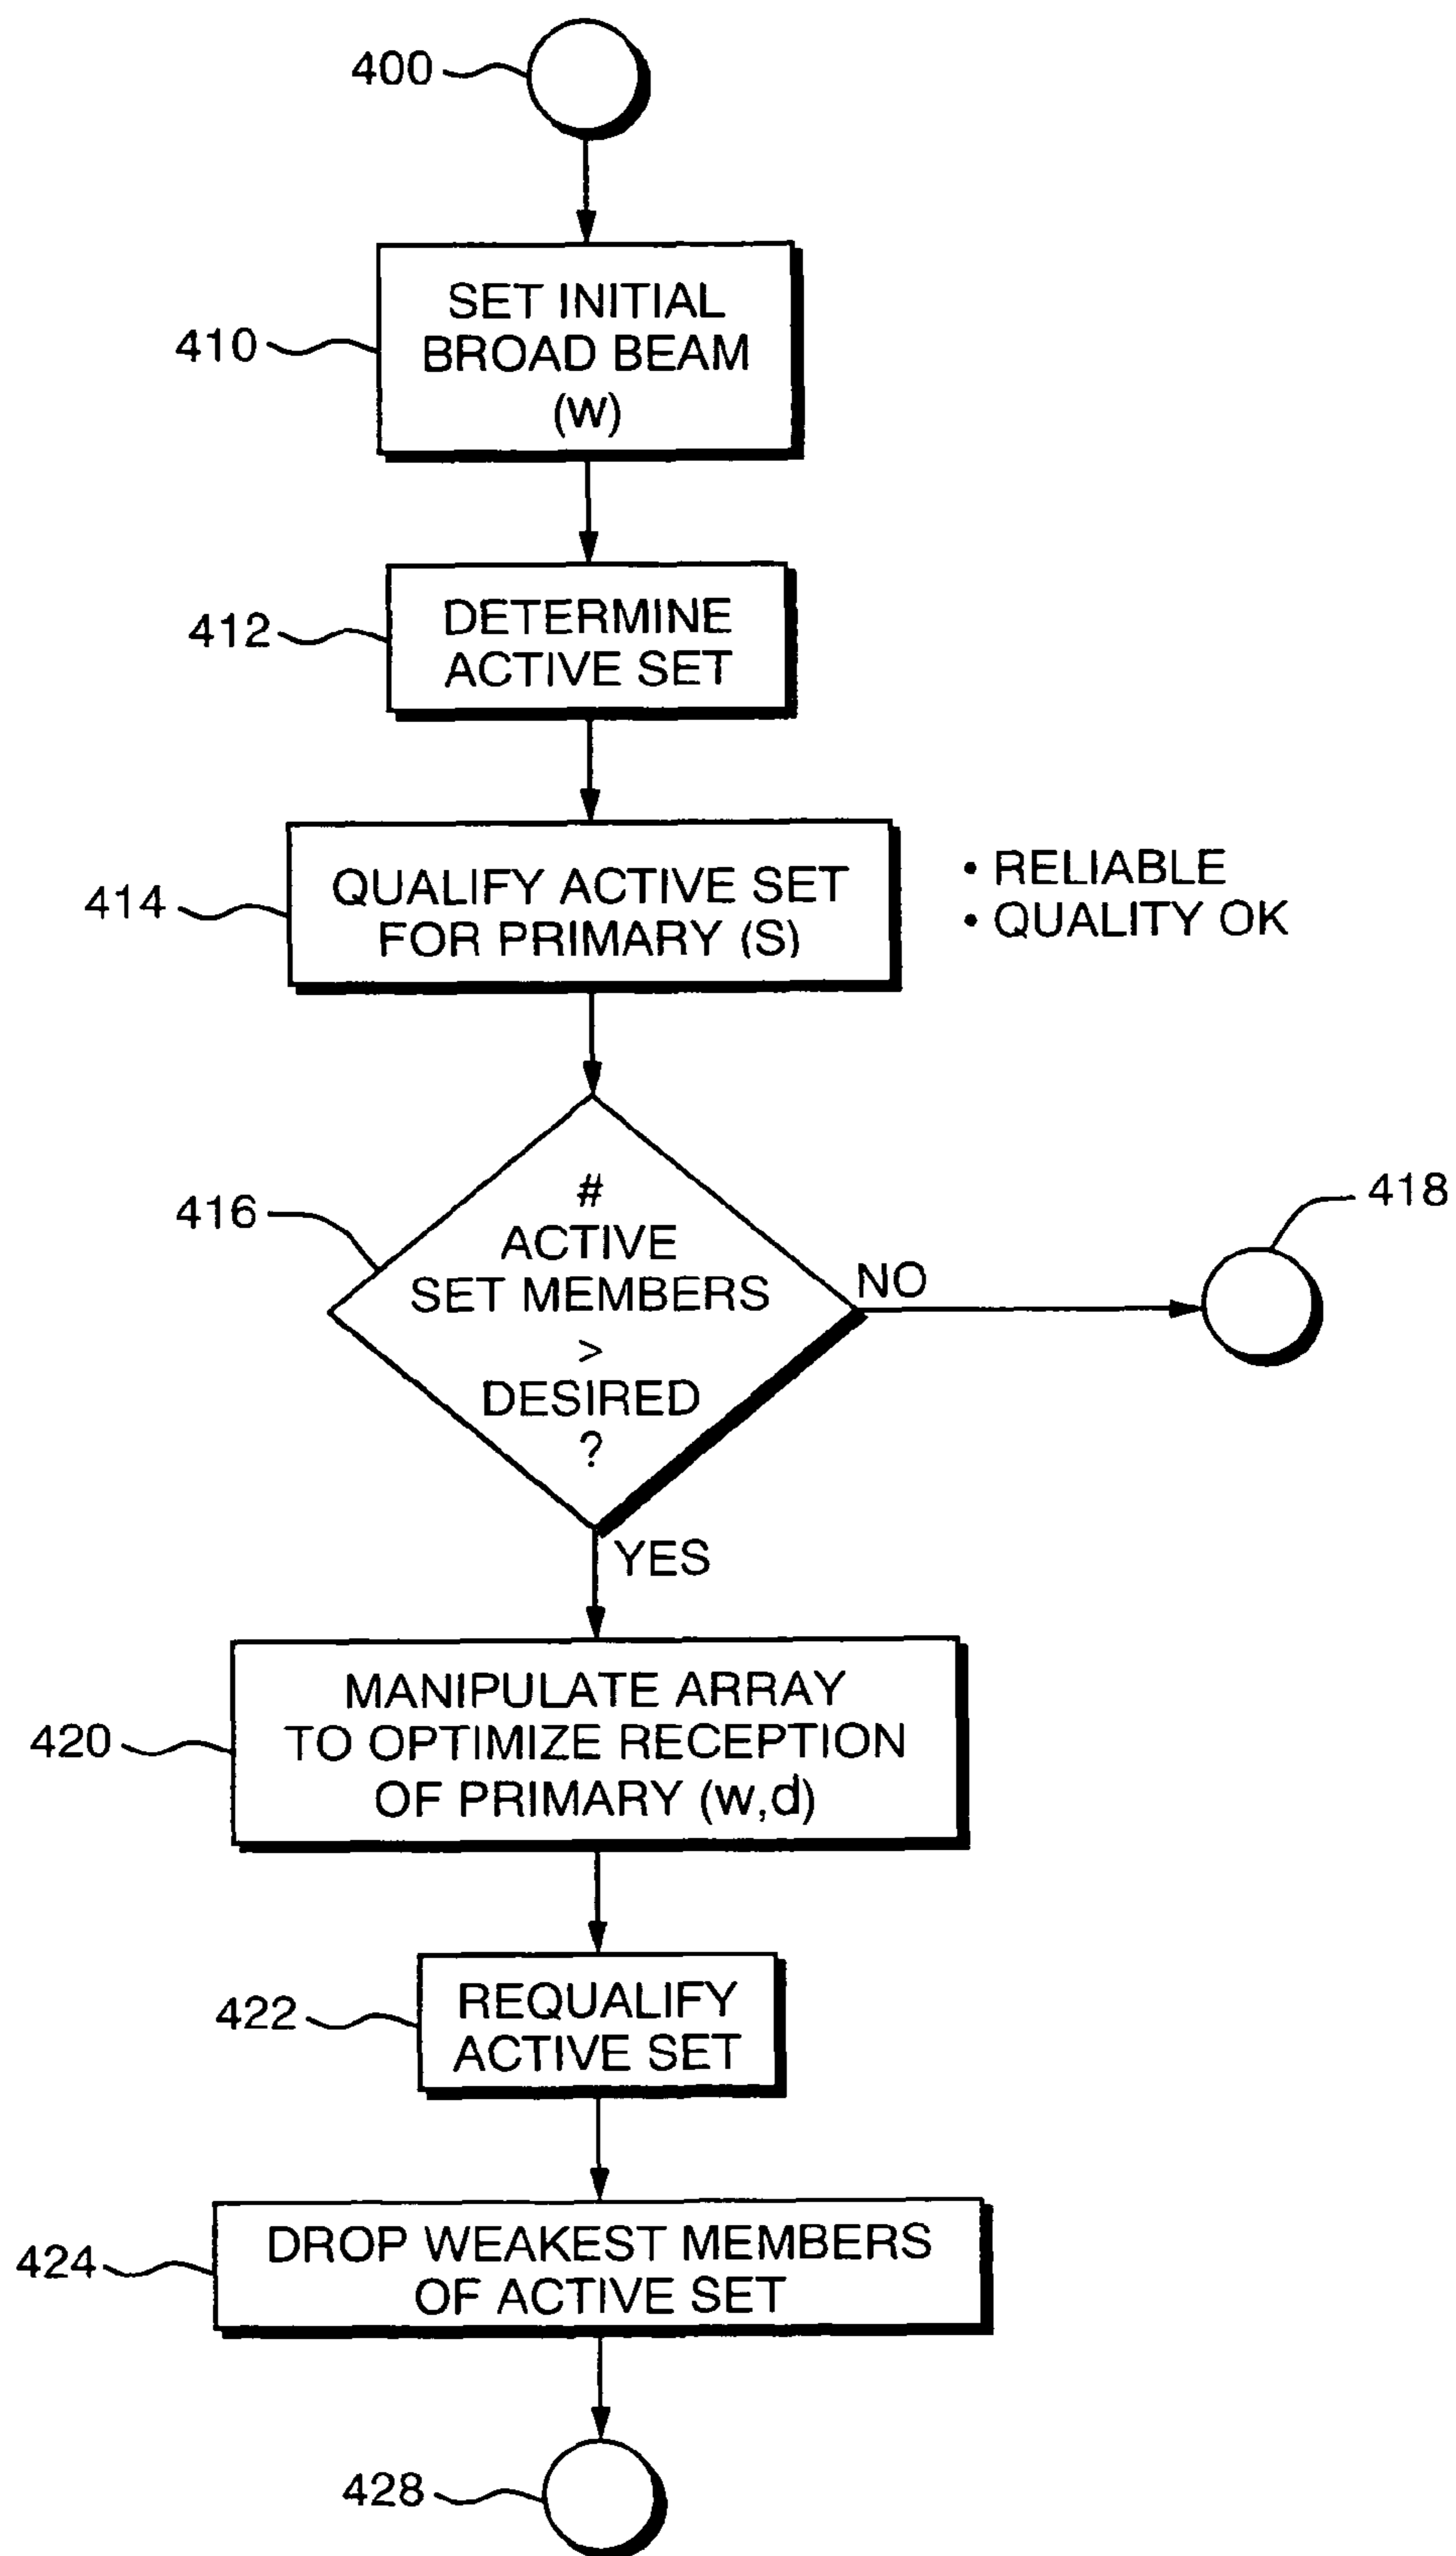 400
410
SET INITIAL
BROAD BEAM
(W)
412
DETERMINE
ACTIVE SET
414
QUALIFY ACTIVE SET
FOR PRIMARY (S)
• RELIABLE
• QUALITY OK
416
#
ACTIVE
SET MEMBERS
>
DESIRED
?
NO
418
YES
420
MANIPULATE ARRAY
TO OPTIMIZE RECEPTION
OF PRIMARY (w,d)
422
REQUALIFY
ACTIVE SET
424
DROP WEAKEST MEMBERS
OF ACTIVE SET
428